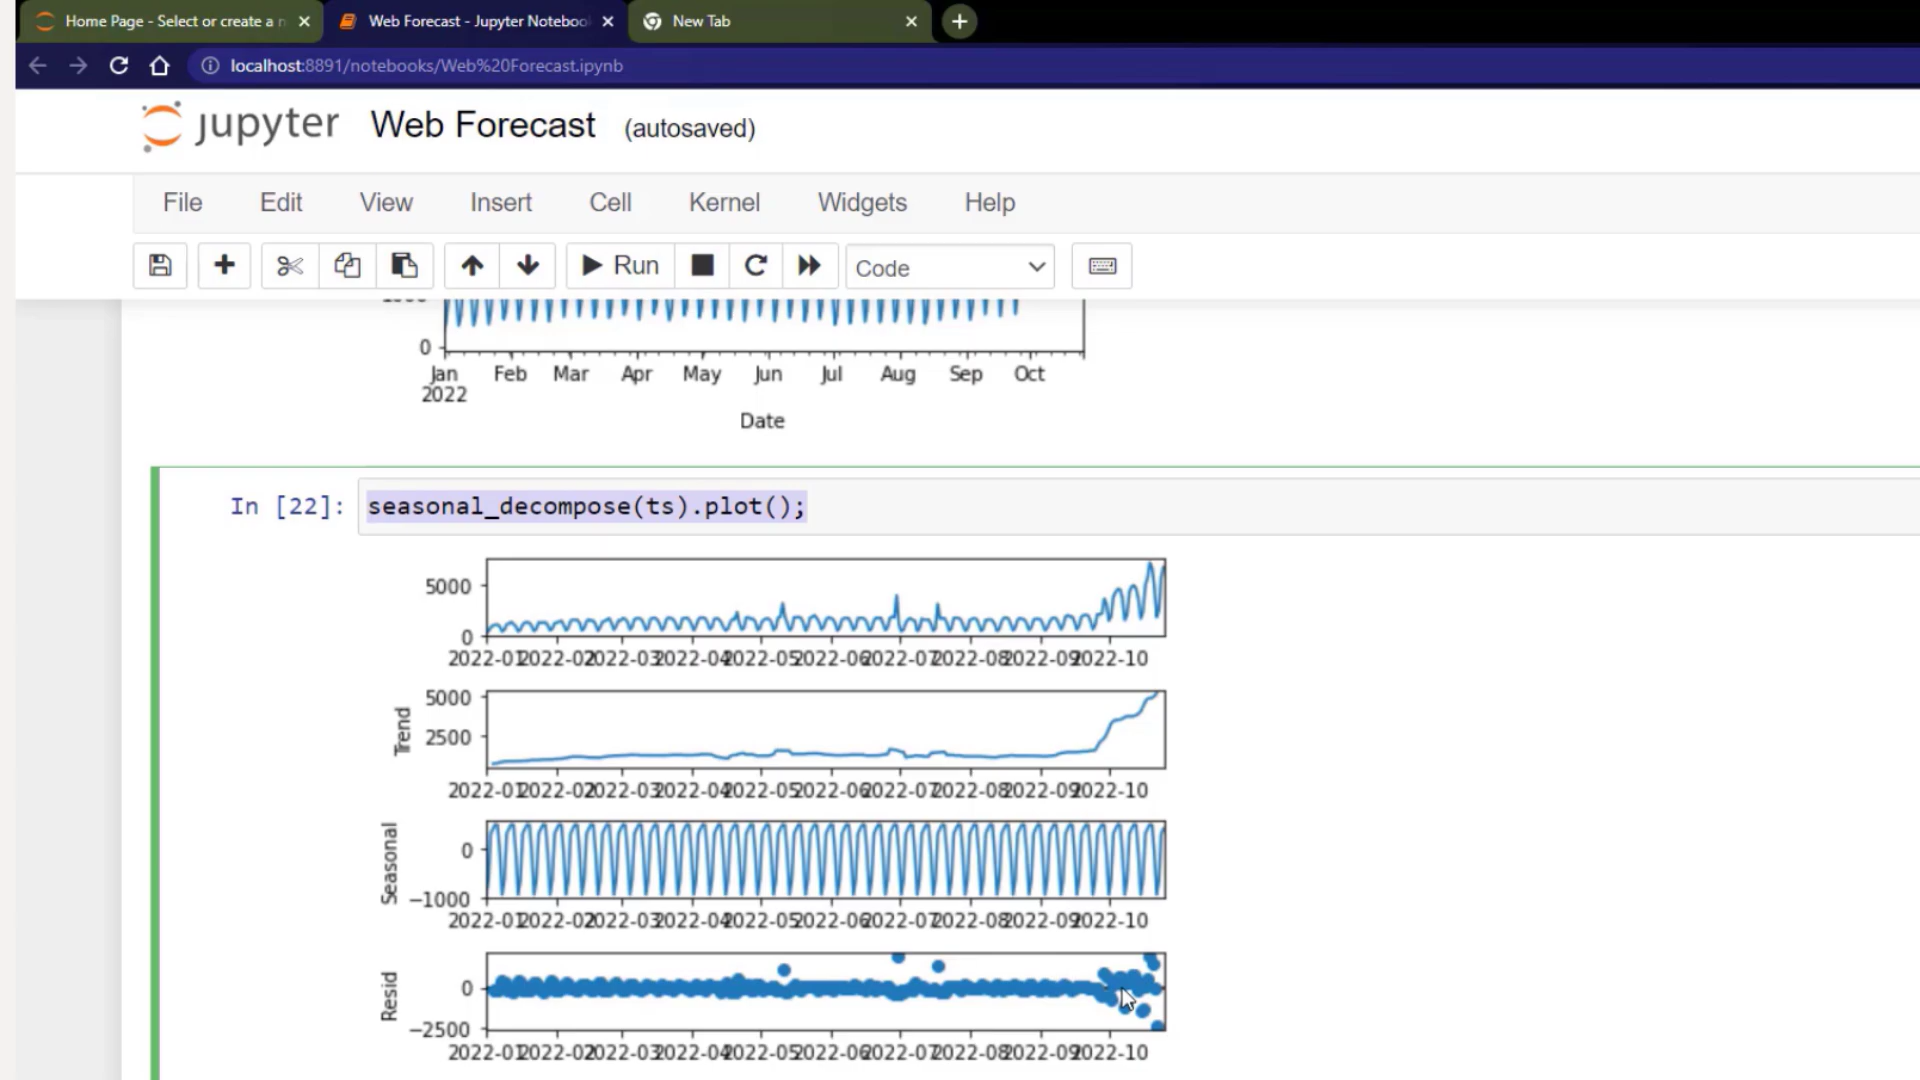 Home Page - Select or create a n
Web Forecast - Jupyter Noteboo
New Tab
localhost:8891/notebooks/Web%20Forecast.ipynb
jupyter Web Forecast (autosaved)
File Edit View Insert Cell Kernel Widgets Help
Run Code
0
Jan Feb Mar Apr May Jun Jul Aug Sep Oct
2022
Date
In [22]: seasonal_decompose(ts).plot();
5000
0
2022-01 2022-02 2022-03 2022-04 2022-05 2022-06 2022-07 2022-08 2022-09 2022-10
5000
Trend
2500
2022-01 2022-02 2022-03 2022-04 2022-05 2022-06 2022-07 2022-08 2022-09 2022-10
Seasonal
0
−1000
2022-01 2022-02 2022-03 2022-04 2022-05 2022-06 2022-07 2022-08 2022-09 2022-10
Resid
0
−2500
2022-01 2022-02 2022-03 2022-04 2022-05 2022-06 2022-07 2022-08 2022-09 2022-10